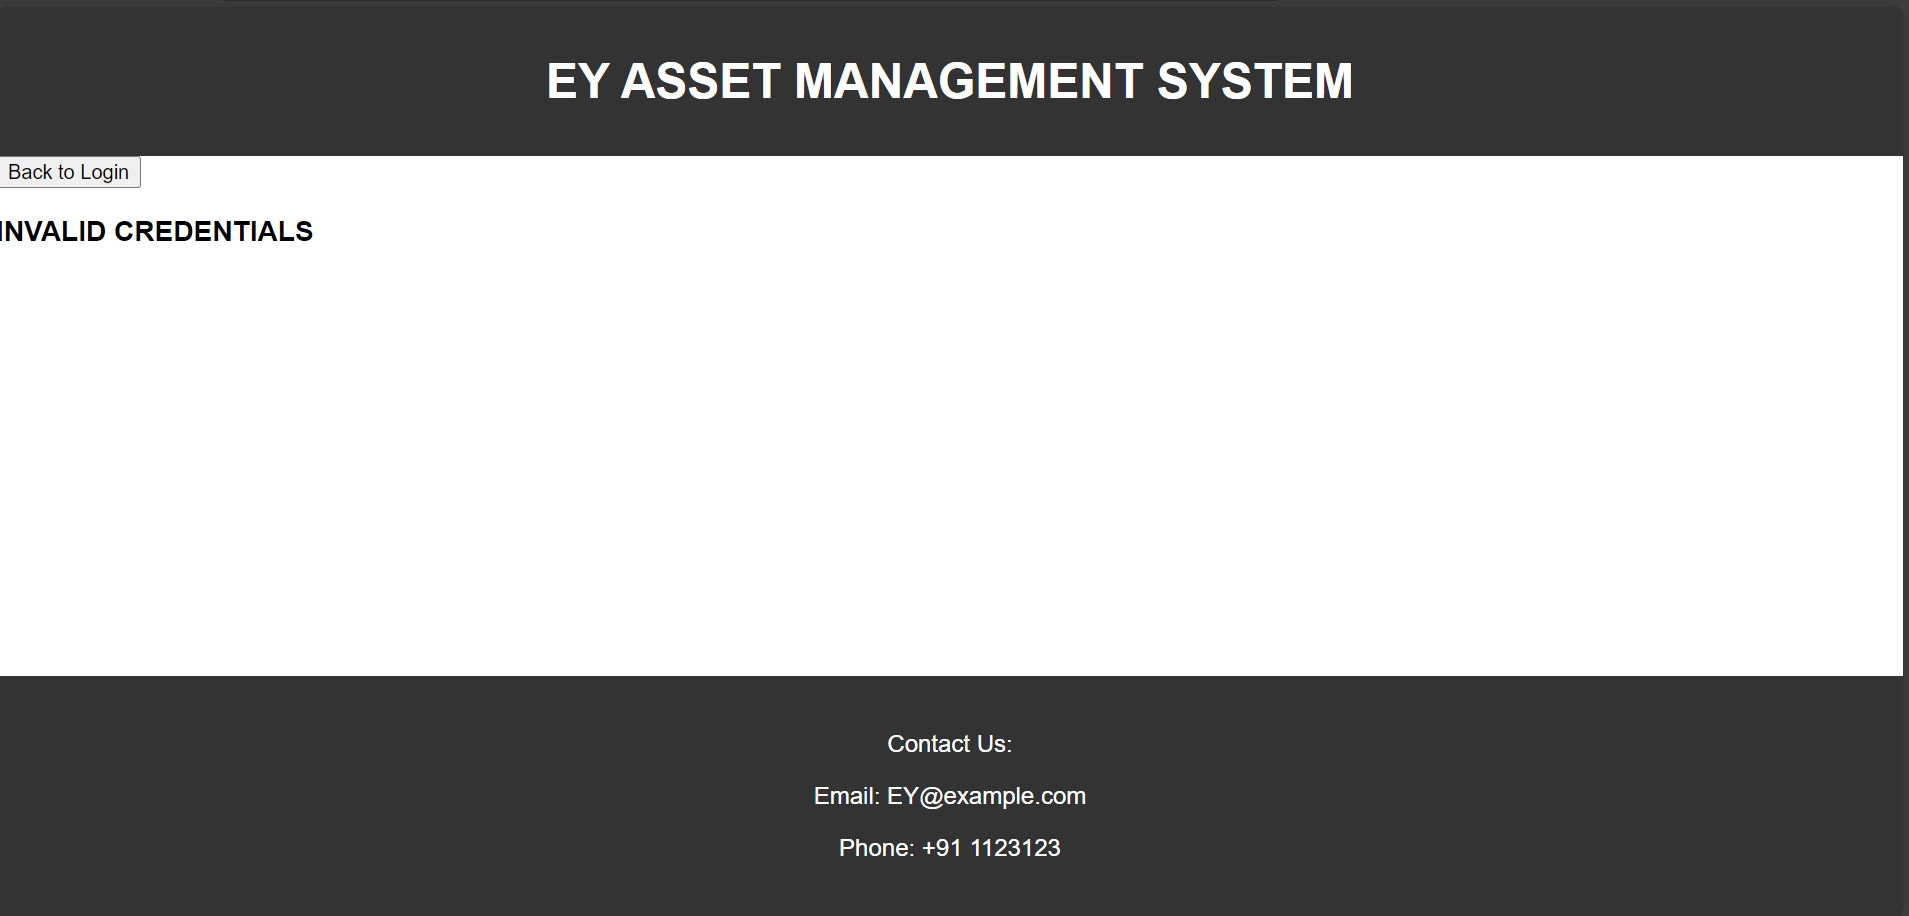 EY ASSET MANAGEMENT SYSTEM
Back to Login
INVALID CREDENTIALS
Contact Us:
Email: EY@example.com
Phone: +91 1123123